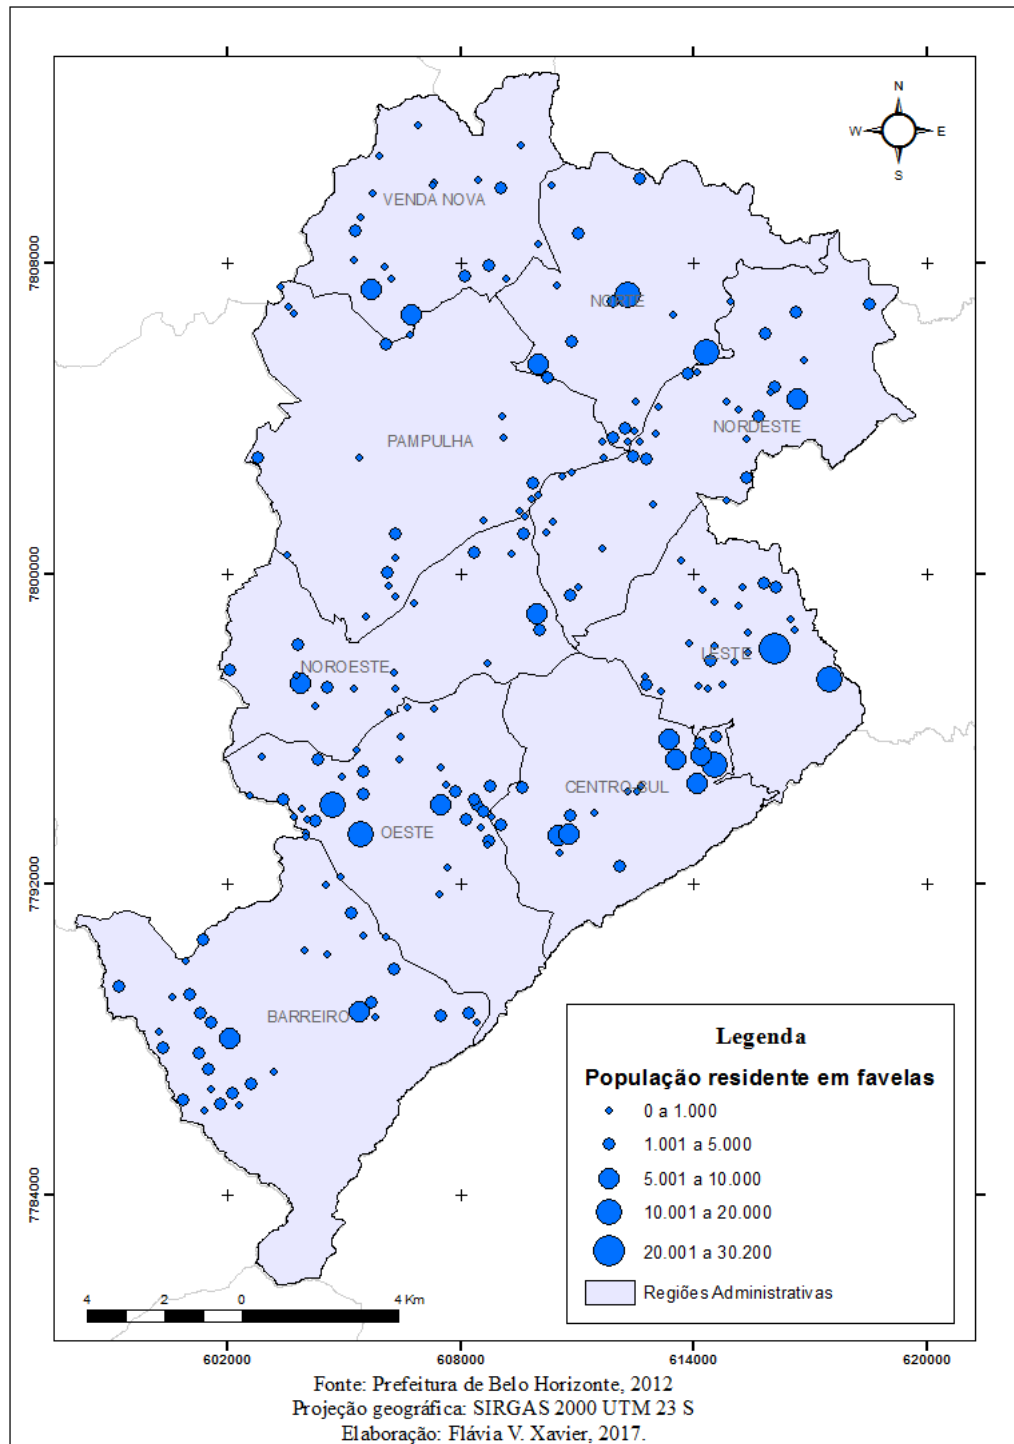 N
W E
S
VENDA NOVA
7808000
NORTE
NORDESTE
PAMPULHA
7800000
LESTE
NOROESTE
CENTRO-SUL
OESTE
7792000
BARREIRO
Legenda
População residente em favelas
0 a 1.000
1.001 a 5.000
5.001 a 10.000
10.001 a 20.000
20.001 a 30.200
Regiões Administrativas
7784000
4 2 0 4 Km
602000 608000 614000 620000
Fonte: Prefeitura de Belo Horizonte, 2012
Projeção geográfica: SIRGAS 2000 UTM 23 S
Elaboração: Flávia V. Xavier, 2017.